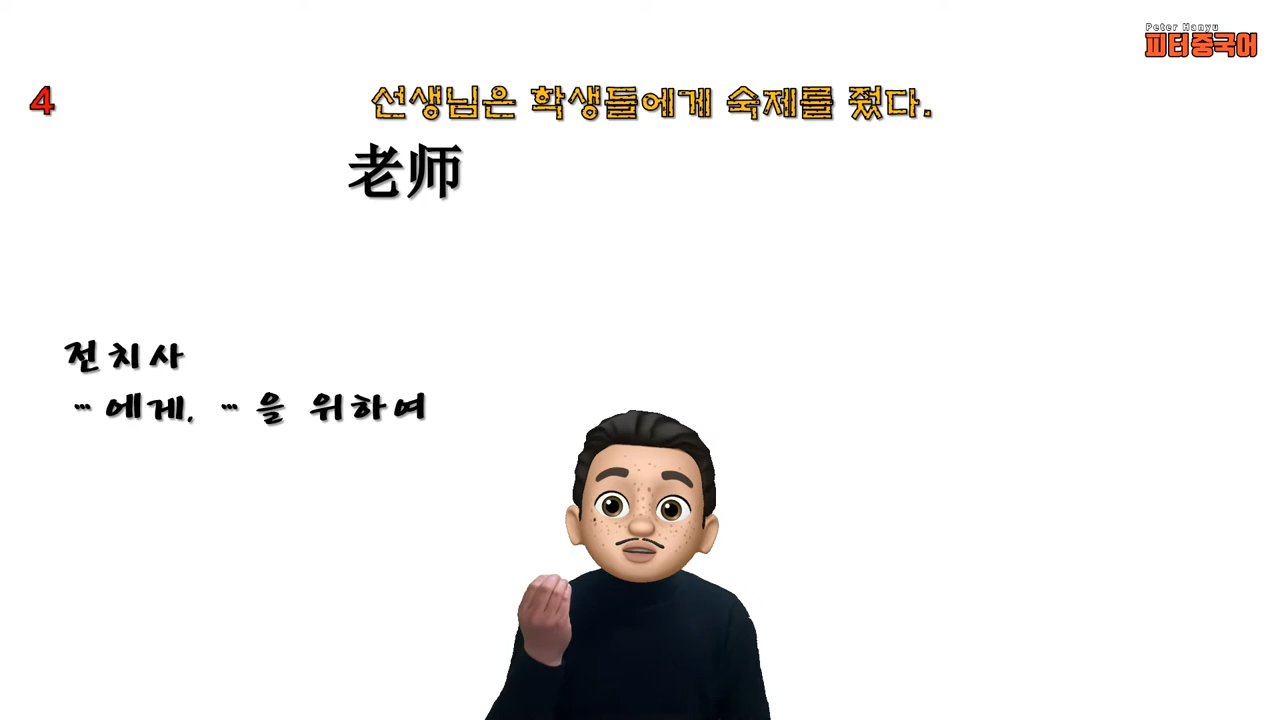 Peter Hanyu
피터중국어
4
선생님은 학생들에게 숙제를 줬다.
老师
전치사
…에게, …을 위하여